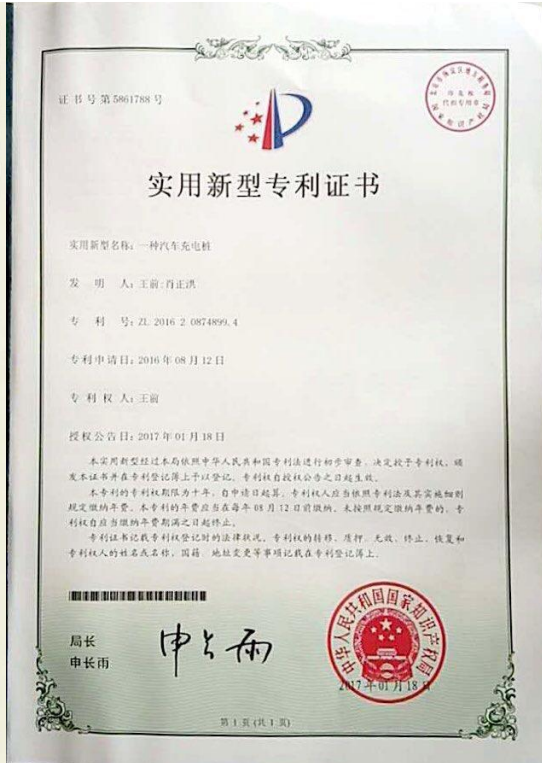 证书号第5861788号
印花税
代扣专用章
国家知识产权局
实用新型专利证书
实用新型名称：一种汽车充电桩
发 明 人：王前;肖正洪
专 利 号：ZL 2016 2 0874899.4
专利申请日：2016年08月12日
专 利 权 人：王前
授权公告日：2017年01月18日
本实用新型经过本局依照中华人民共和国专利法进行初步审查，决定授予专利权，颁
发本证书并在专利登记簿上予以登记，专利权自授权公告之日起生效。
本专利的专利权期限为十年，自申请日起算。专利权人应当依照专利法及其实施细则
规定缴纳年费。本专利的年费应当在每年08月12日前缴纳。未按照规定缴纳年费的，专
利权自应当缴纳年费期满之日起终止。
专利证书记载专利权登记时的法律状况。专利权的转移、质押、无效、终止、恢复和
专利权人的姓名或名称、国籍、地址变更等事项记载在专利登记簿上。
局长
申长雨
申长雨
中华人民共和国国家知识产权局
2017年01月18日
第1页(共1页)